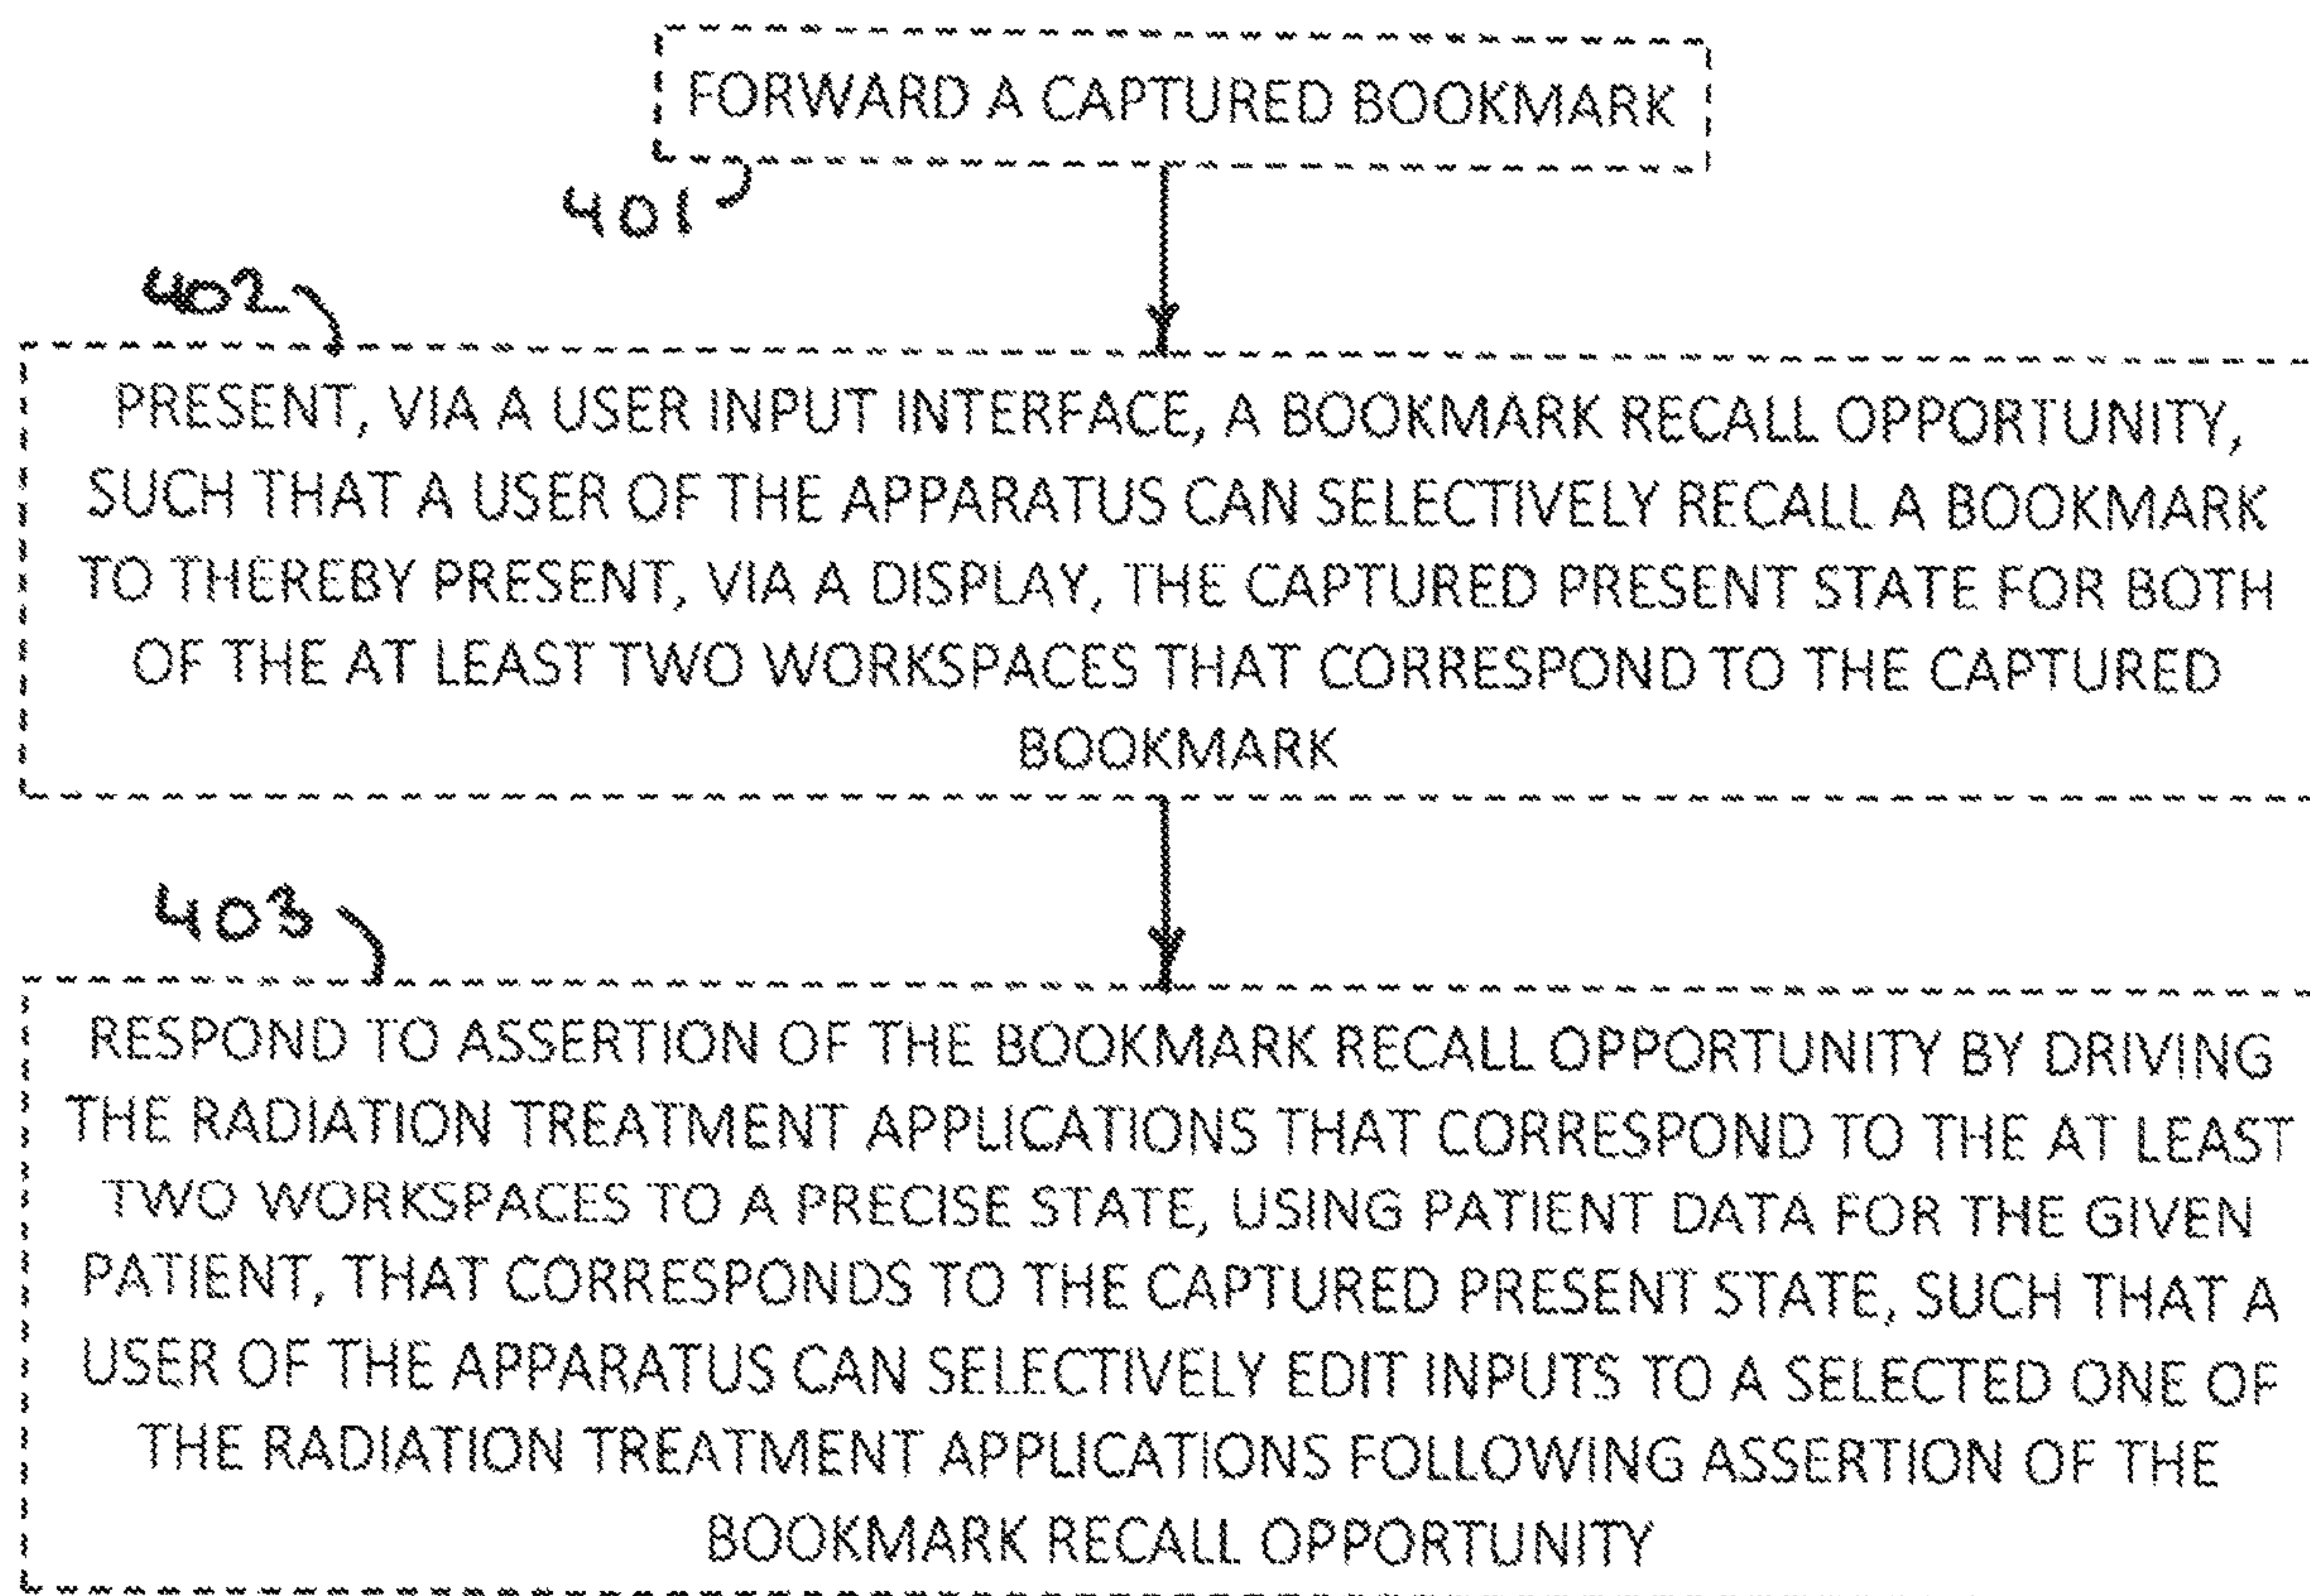 FORWARD A CAPTURED BOOKMARK
401
402
PRESENT, VIA A USER INPUT INTERFACE, A BOOKMARK RECALL OPPORTUNITY,
SUCH THAT A USER OF THE APPARATUS CAN SELECTIVELY RECALL A BOOKMARK
TO THEREBY PRESENT, VIA A DISPLAY, THE CAPTURED PRESENT STATE FOR BOTH
OF THE AT LEAST TWO WORKSPACES THAT CORRESPOND TO THE CAPTURED
BOOKMARK
403
RESPOND TO ASSERTION OF THE BOOKMARK RECALL OPPORTUNITY BY DRIVING
THE RADIATION TREATMENT APPLICATIONS THAT CORRESPOND TO THE AT LEAST
TWO WORKSPACES TO A PRECISE STATE, USING PATIENT DATA FOR THE GIVEN
PATIENT, THAT CORRESPONDS TO THE CAPTURED PRESENT STATE, SUCH THAT A
USER OF THE APPARATUS CAN SELECTIVELY EDIT INPUTS TO A SELECTED ONE OF
THE RADIATION TREATMENT APPLICATIONS FOLLOWING ASSERTION OF THE
BOOKMARK RECALL OPPORTUNITY